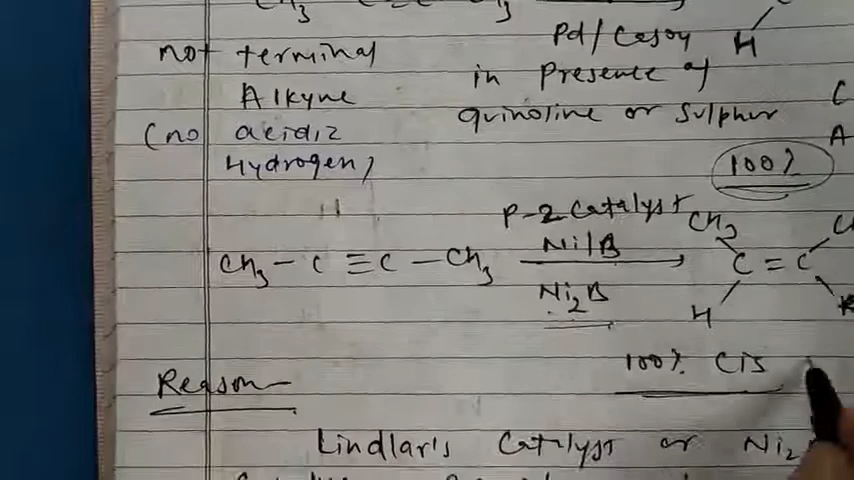 not terminal
Alkyne
(no acidic
Hydrogen)
Pd/CaSO4
in Presence of
quinoline or Sulphur
H
C
A
100%
11
P-2 Catalyst
CH3 - C ≡ C - CH3
Ni/B
Ni2B
CH3
C = C
H
100% Cis
Reason
Lindlar's Catalyst or Ni2